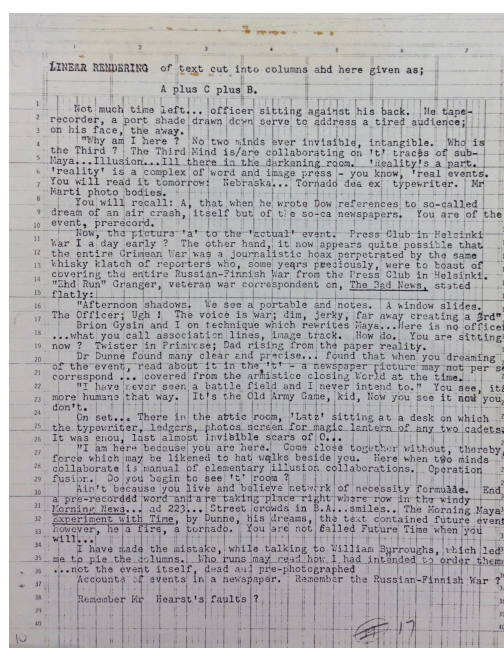 LINEAR RENDERING of text cut into columns ahd here given as;
A plus C plus B.
Not much time left... officer sitting against his back. He tape-
recorder, a port shade drawn down serve to address a tired audience;
on his face, the away.
"Why am I here ? No two minds ever invisible, intangible. Who is
the Third ? The Third Mind is/are collaborating on 't' tracgs of sub-
Maya...Illusion...Ill there in the darkening room. 'Reality's a part.
'reality' is a complex of word and image press - you know, 'real events.
You will read it tomorrow: Nebraska... Tornado dea ex typewriter. Mr
Marti photo bodies.
You will recall: A, that when he wrote Dow references to so-called
dream of an air crash, itself but of the so-ca newspapers. You are of the
event, prerecord.
Now, the picture 'a' to the 'actual' event. Press Club in Helsinki
War I a day early ? The other hand, it now appears quite possible that
the entire Crimean War was a journalistic hoax perpetrated by the same
whisky klatch of reporters who, some years previously, were to boast of
covering the entire Russian-Finnish War from the Press Club in Helsinki.
"End Run" Granger, veteran war correspondent on, The Bad News, stated
flatly:
"Afternoon shadows. We see a portable and notes. A window slides.
The Officer; Ugh ! The voice is war; dim, jerky, far away creating a 3rd"
Brion Gysin and I on technique which rewrites Maya...Here is no officer
...what you call association lines, image track. How do. You are sitting
now ? Twister in Primrose; Dad rising from the paper reality.
Dr Dunne found many clear and precise... found that when you dreaming
of the event, read about it in the 't' - a newspaper picture may not per se
correspond ... covered from the armistice closing World at the time.
"I have never seen a battle field and I never intend to." You see, its
more humane that way. It's the Old Army Game, kid, Now you see it now you
don't.
On set... There in the attic room, 'Latz' sitting at a desk on which
the typewriter, ledgers, photos screen for magic lantern of any two cadets;
It was enou, last almost invibible scars of O...
"I am here because you are here. Come close together without, thereby,
force which may be likened to hat walks beside you. Here when two minds
collaborate is manual of elementary illusion collaborations. Operation
fusion. Do you begin to see 't' room ?
Ain't because you live and believe network of necessity formulae. End
a pre-recorded word and are taking place right where now in the windy
Morning News... ad 223... Street crowds in B.A...smiles.. The Morning Maya
experiment with Time, by Dunne, his dreams, the text contained future event
However, he a fire, a tornado. You are not called Future Time when you
will...
I have made the mistake, while talking to William Burroughs, which led
me to pie the columns. Who runs may read how I had intended to order them
...not the event itself, dead and pre-photographed
Accounts of events in a newspaper. Remember the Russian-Finnish War ?
Remember Mr Hearst's faults ?
17